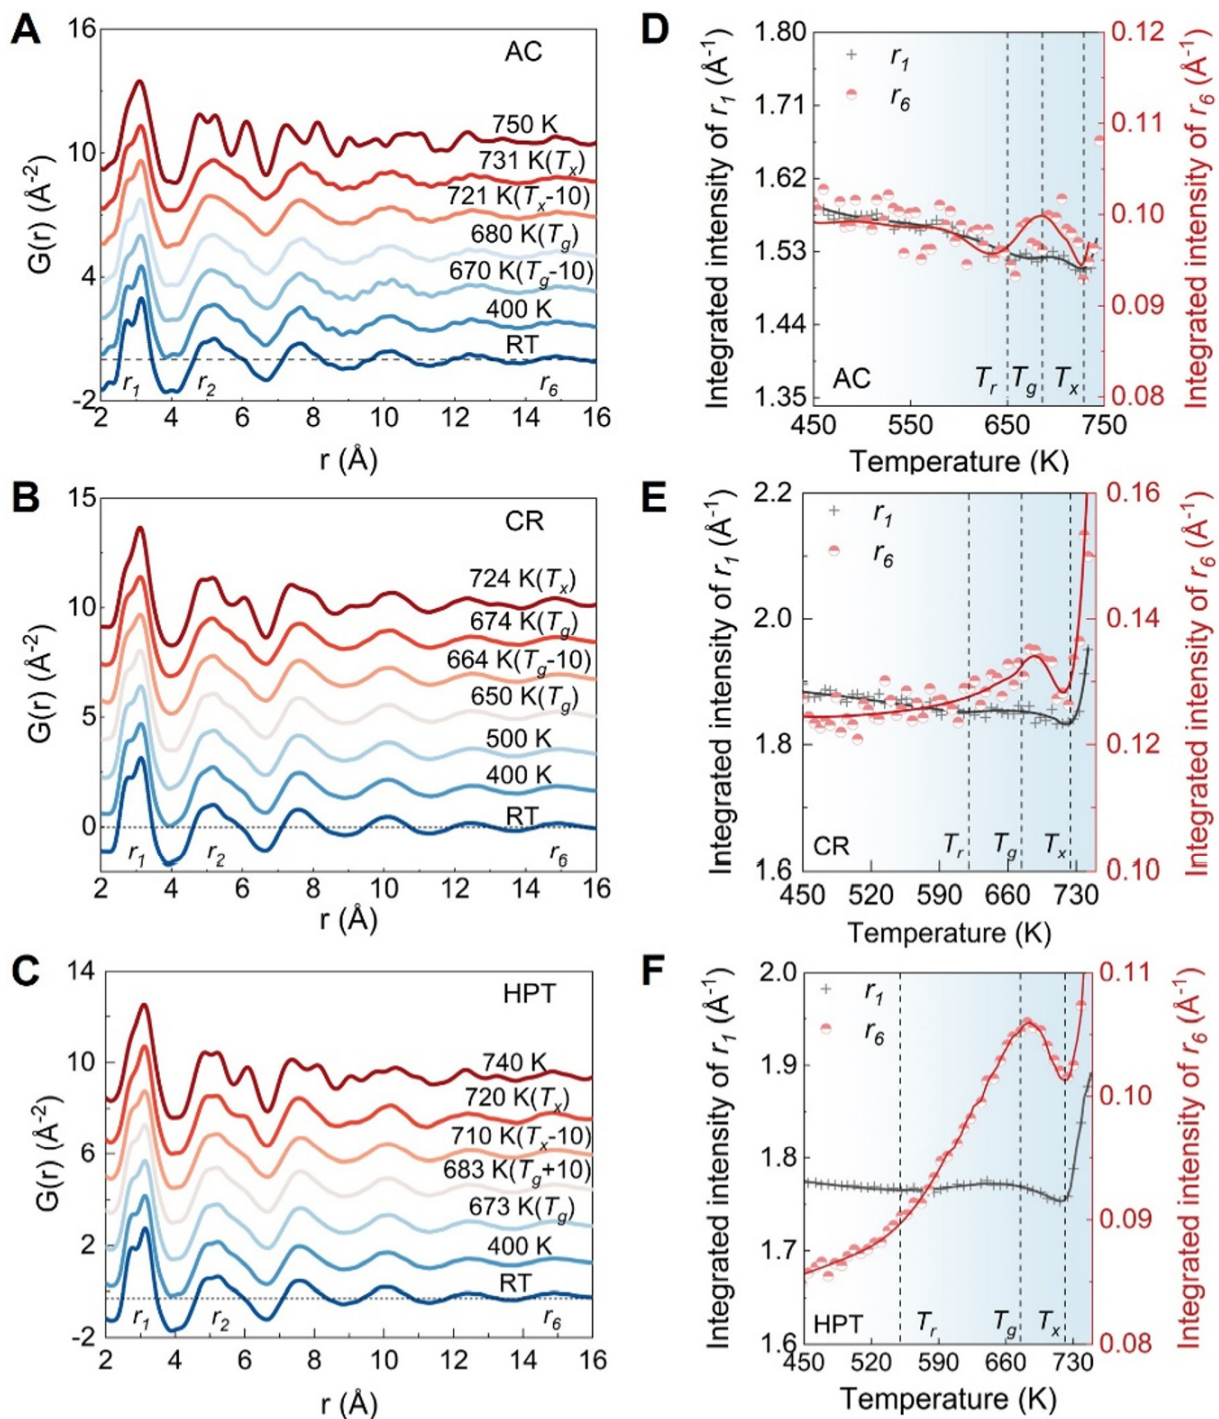 A
16
10
4
-2
G(r) (Å-2)
AC
750 K
731 K(Tx)
721 K(Tx-10)
680 K(Tg)
670 K(Tg-10)
400 K
RT
r1
r2
r6
2 4 6 8 10 12 14 16
r (Å)
D
1.80
1.71
1.62
1.53
1.44
1.35
Integrated intensity of r1 (Å-1)
r1
r6
AC
Tr
Tg
Tx
0.12
0.11
0.10
0.09
0.08
Integrated intensity of r6 (Å-1)
450 550 650 750
Temperature (K)
B
15
10
5
0
G(r) (Å-2)
CR
724 K(Tx)
674 K(Tg)
664 K(Tg-10)
650 K(Tg)
500 K
400 K
RT
r1
r2
r6
2 4 6 8 10 12 14 16
r (Å)
E
2.2
2.0
1.8
1.6
Integrated intensity of r1 (Å-1)
r1
r6
CR
Tr
Tg
Tx
0.16
0.14
0.12
0.10
Integrated intensity of r6 (Å-1)
450 520 590 660 730
Temperature (K)
C
14
10
6
2
-2
G(r) (Å-2)
HPT
740 K
720 K(Tx)
710 K(Tx-10)
683 K(Tg+10)
673 K(Tg)
400 K
RT
r1
r2
r6
2 4 6 8 10 12 14 16
r (Å)
F
2.0
1.9
1.8
1.7
1.6
Integrated intensity of r1 (Å-1)
r1
r6
HPT
Tr
Tg
Tx
0.11
0.10
0.09
0.08
Integrated intensity of r6 (Å-1)
450 520 590 660 730
Temperature (K)